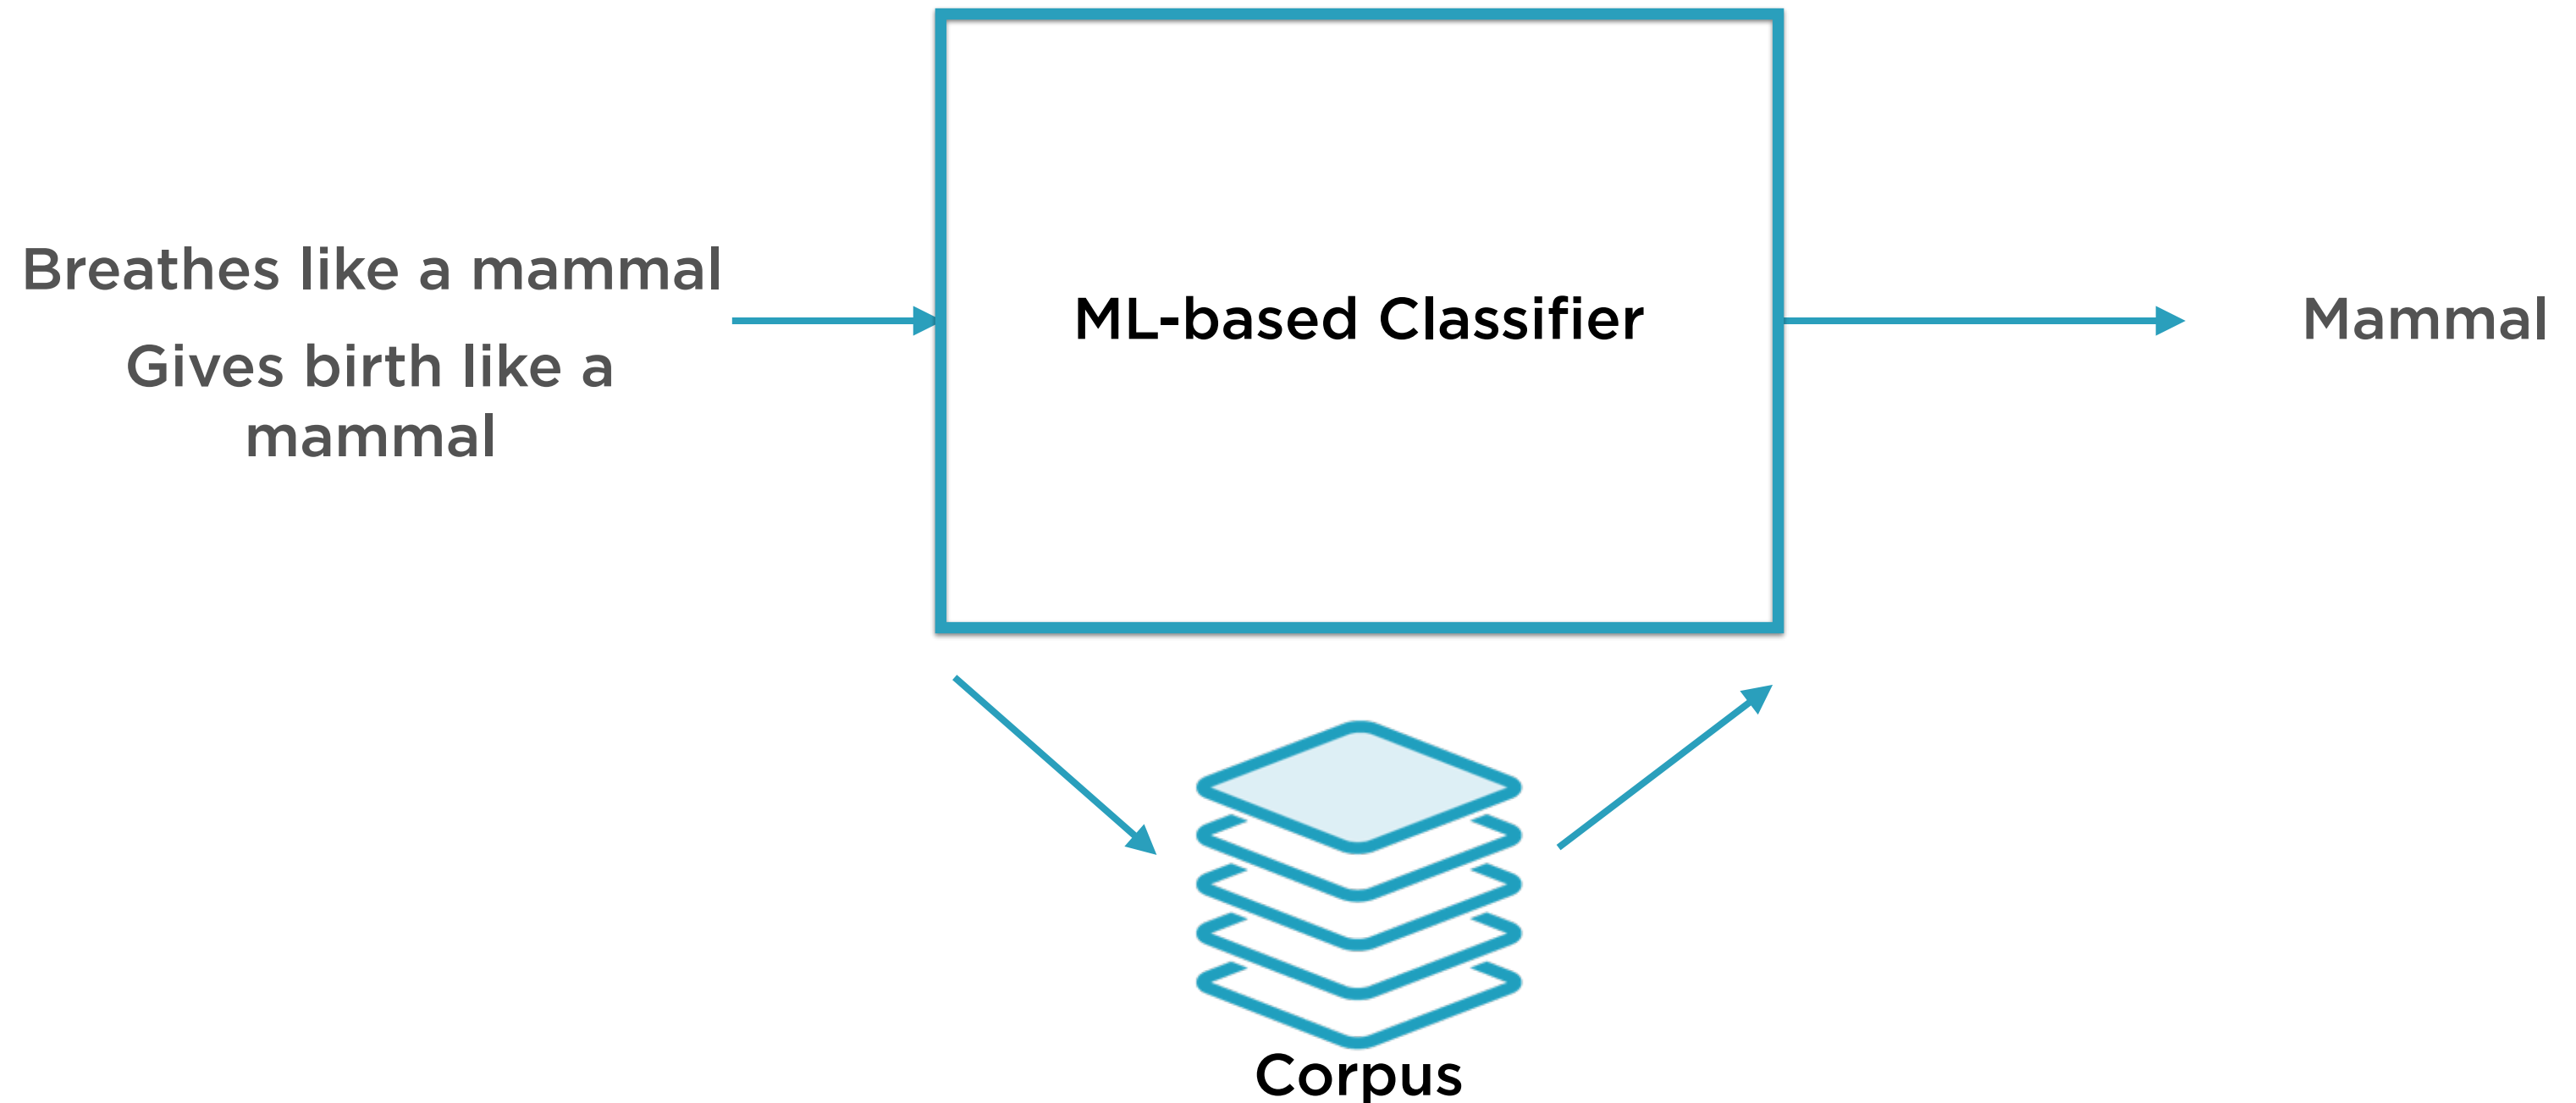 Breathes like a mammal
Gives birth like a
mammal
ML-based Classifier
Mammal
Corpus